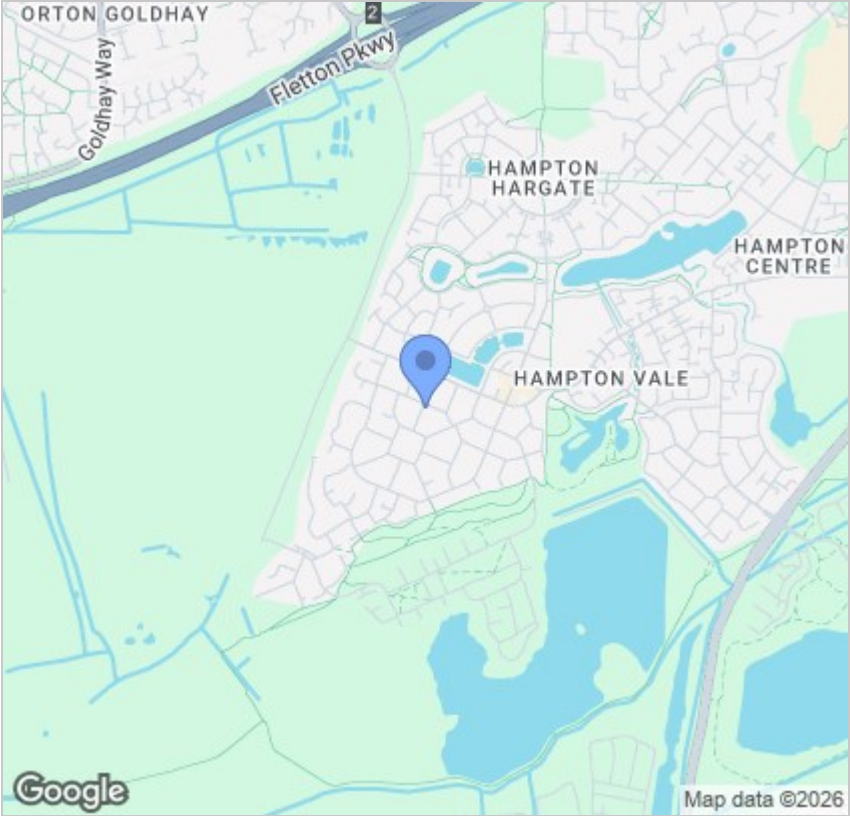 ORTON GOLDHAY
2
Fletton Pkwy
Goldhay Way
HAMPTON
HARGATE
HAMPTON
CENTRE
HAMPTON VALE
Google
Map data ©2026